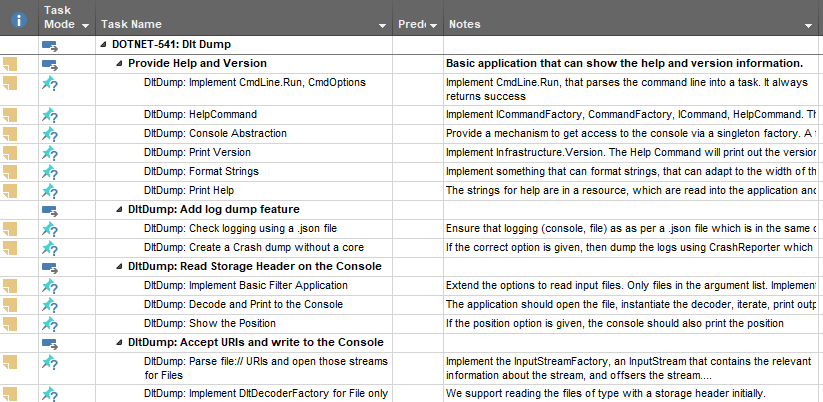 Task
Mode
Task Name
Prede
Notes
DOTNET-541: Dlt Dump
Provide Help and Version
Basic application that can show the help and version information.
DltDump: Implement CmdLine.Run, CmdOptions
Implement CmdLine.Run, that parses the command line into a task. It always
returns success
DltDump: HelpCommand
Implement ICommandFactory, CommandFactory, ICommand, HelpCommand. Th
DltDump: Console Abstraction
Provide a mechanism to get access to the console via a singleton factory. A
DltDump: Print Version
Implement Infrastructure.Version. The Help Command will print out the version
DltDump: Format Strings
Implement something that can format strings, that can adapt to the width of th
DltDump: Print Help
The strings for help are in a resource, which are read into the application and
DltDump: Add log dump feature
DltDump: Check logging using a .json file
Ensure that logging (console, file) as as per a .json file which is in the same
DltDump: Create a Crash dump without a core
If the correct option is given, then dump the logs using CrashReporter which
DltDump: Read Storage Header on the Console
DltDump: Implement Basic Filter Application
Extend the options to read input files. Only files in the argument list. Implement
DltDump: Decode and Print to the Console
The application should open the file, instantiate the decoder, iterate, print outp
DltDump: Show the Position
If the position option is given, the console should also print the position
DltDump: Accept URIs and write to the Console
DltDump: Parse file:// URIs and open those streams
for Files
Implement the InputStreamFactory, an InputStream that contains the relevant
information about the stream, and offsers the stream....
DltDump: Implement DltDecoderFactory for File only
We support reading the files of type with a storage header initially.